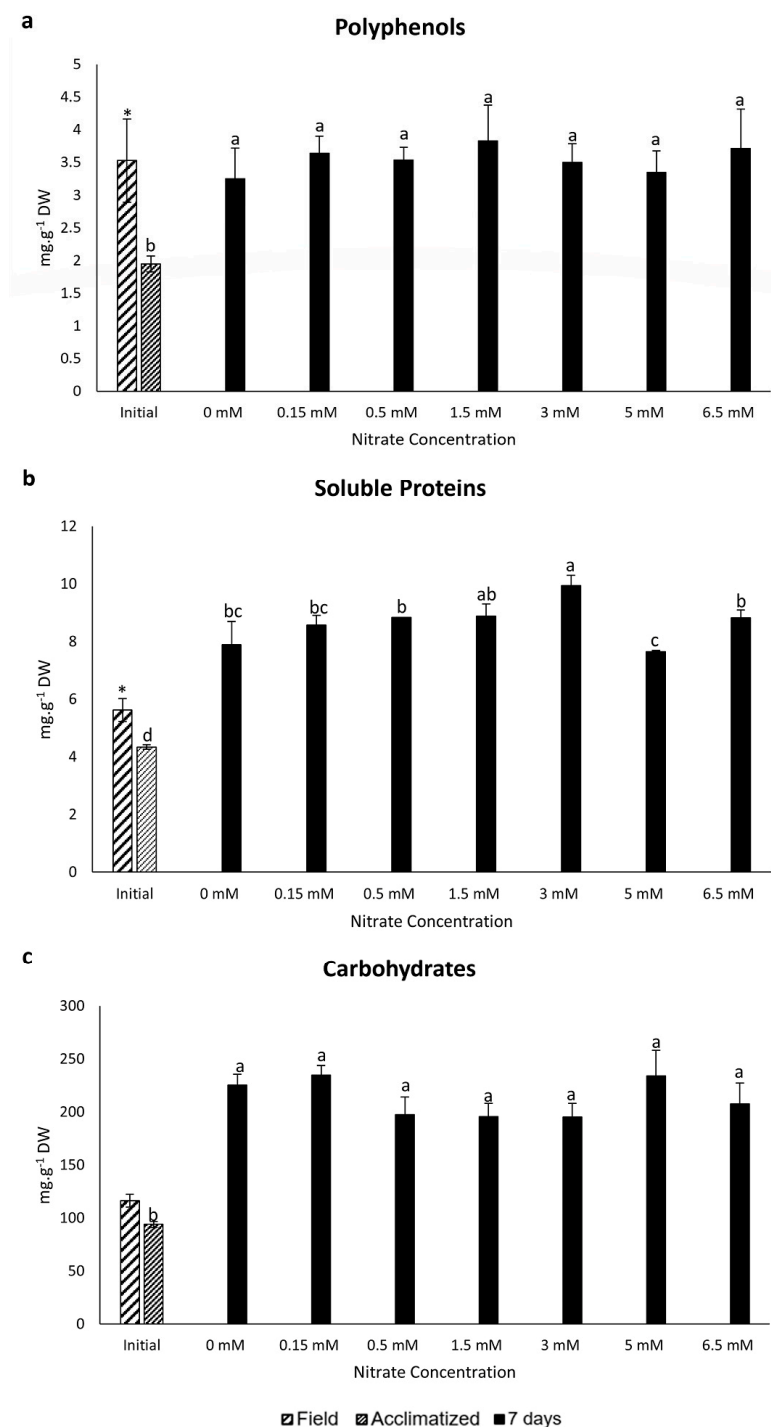 a
Polyphenols
5
4.5
4
3.5
3
2.5
2
1.5
1
0.5
0
mg.g⁻¹ DW
* b a a a a a a a
Initial 0 mM 0.15 mM 0.5 mM 1.5 mM 3 mM 5 mM 6.5 mM
Nitrate Concentration
b
Soluble Proteins
12
10
8
6
4
2
0
mg.g⁻¹ DW
* d bc bc b ab a c b
Initial 0 mM 0.15 mM 0.5 mM 1.5 mM 3 mM 5 mM 6.5 mM
Nitrate Concentration
c
Carbohydrates
300
250
200
150
100
50
0
mg.g⁻¹ DW
b a a a a a a a
Initial 0 mM 0.15 mM 0.5 mM 1.5 mM 3 mM 5 mM 6.5 mM
Nitrate Concentration
Field Acclimatized 7 days